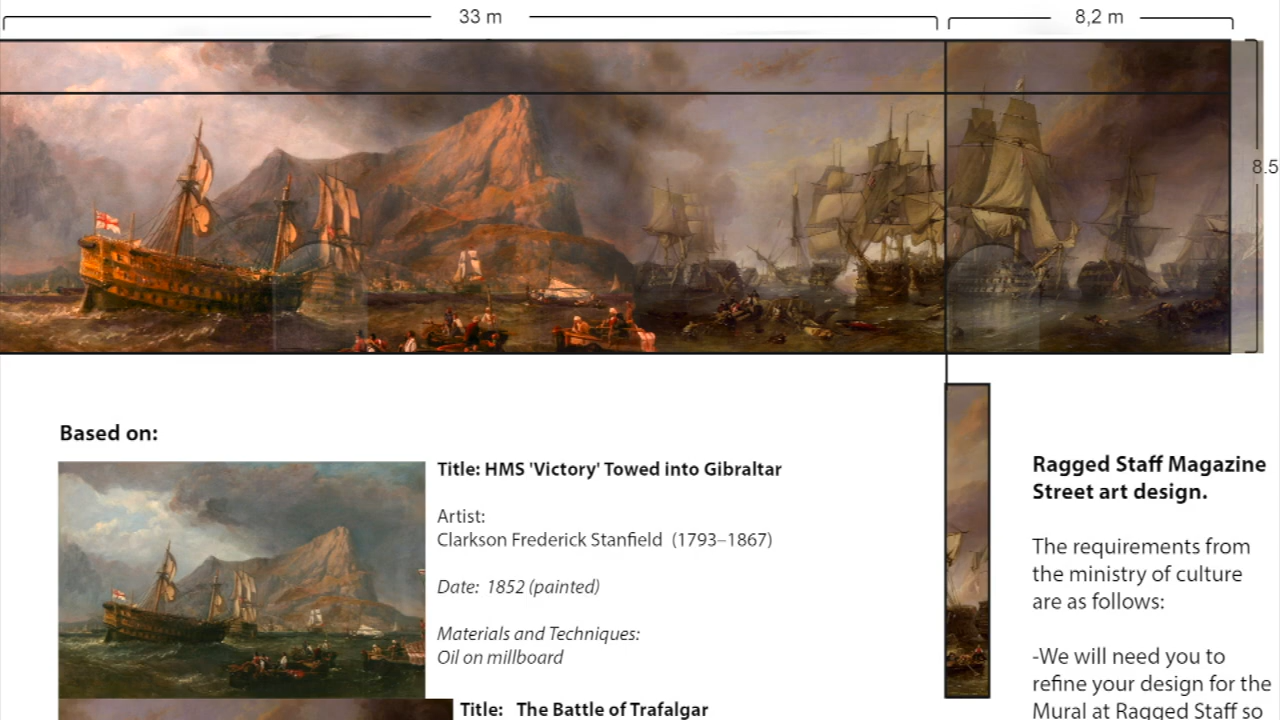 33 m
8,2 m
8.5
Based on:
Title: HMS 'Victory' Towed into Gibraltar
Artist:
Clarkson Frederick Stanfield (1793–1867)
Date: 1852 (painted)
Materials and Techniques:
Oil on millboard
Title: The Battle of Trafalgar
Ragged Staff Magazine
Street art design.
The requirements from
the ministry of culture
are as follows:
-We will need you to
refine your design for the
Mural at Ragged Staff so